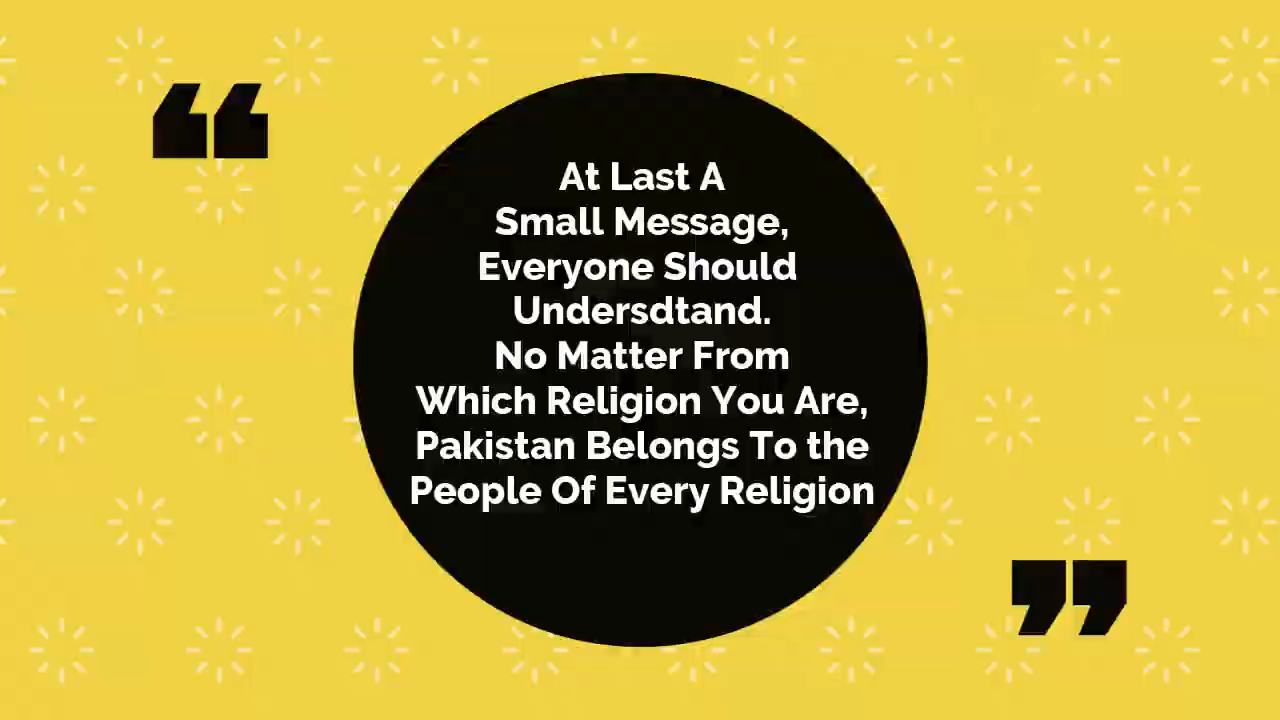 At Last A
Small Message,
Everyone Should
Undersdtand.
No Matter From
Which Religion You Are,
Pakistan Belongs To the
People Of Every Religion